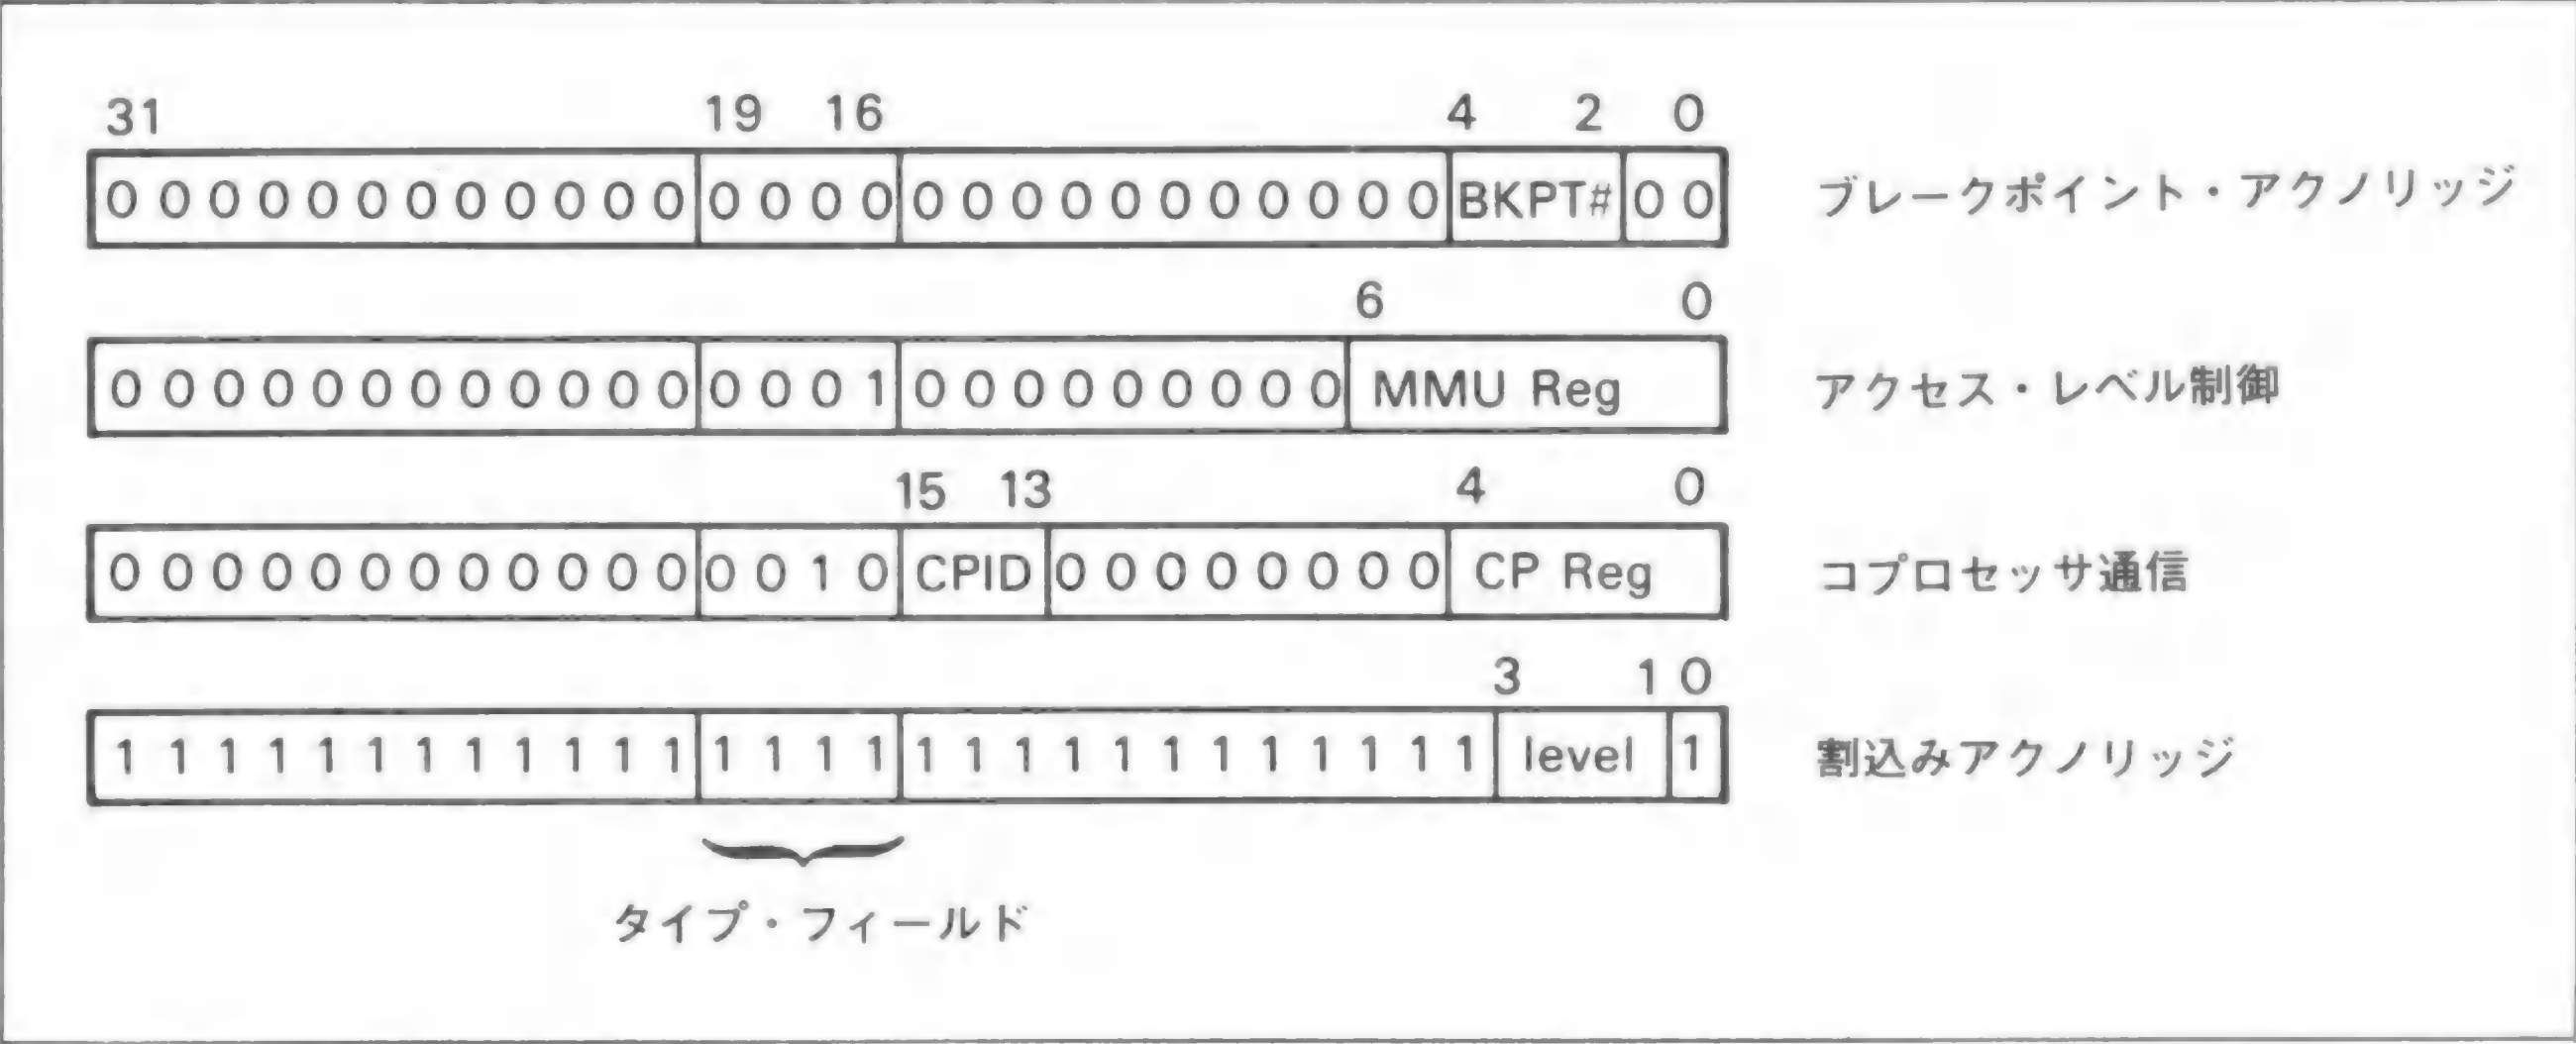 31 19 16 4 2 0
0 0 0 0 0 0 0 0 0 0 0 0 0 0 0 0 0 0 0 0 0 0 0 0 0 0 0 BKPT# 0 0 ブレークポイント・アクノリッジ
6 0
0 0 0 0 0 0 0 0 0 0 0 0 0 0 0 1 0 0 0 0 0 0 0 0 0 MMU Reg アクセス・レベル制御
15 13 4 0
0 0 0 0 0 0 0 0 0 0 0 0 0 0 1 0 CPID 0 0 0 0 0 0 0 0 CP Reg コプロセッサ通信
3 1 0
1 1 1 1 1 1 1 1 1 1 1 1 1 1 1 1 1 1 1 1 1 1 1 1 1 1 1 1 level 1 割込みアクノリッジ
タイプ・フィールド